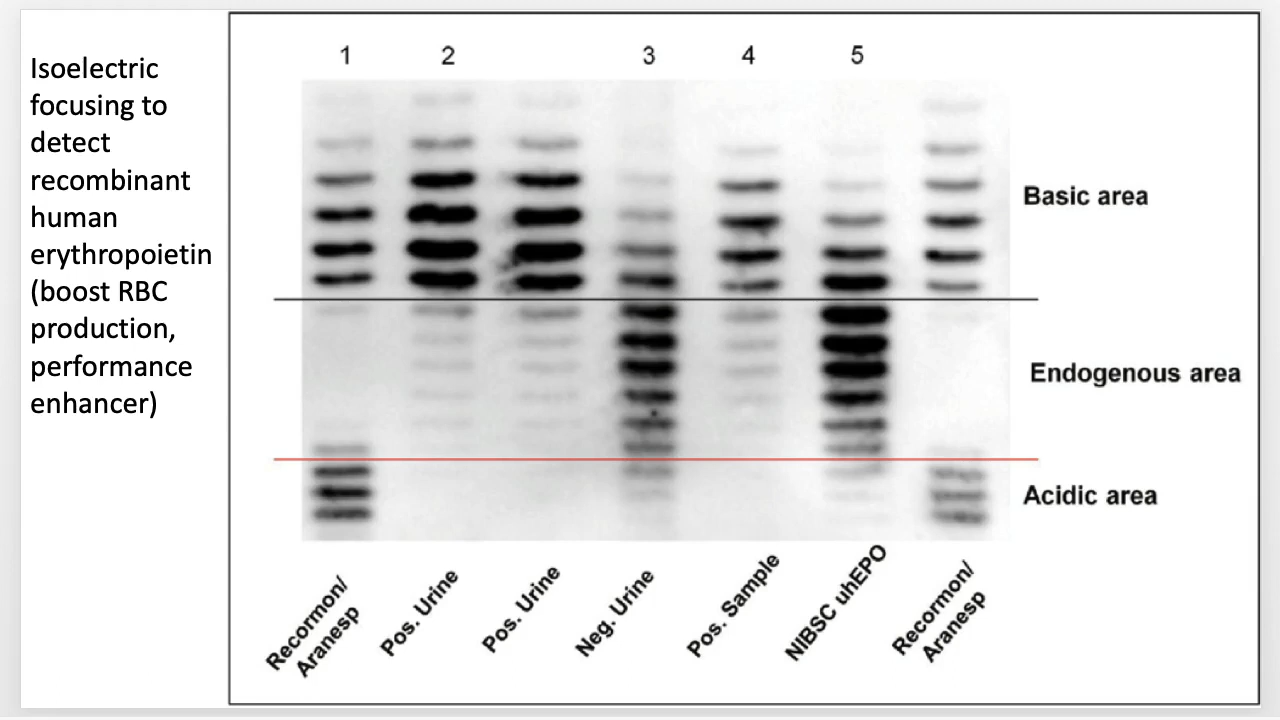 Isoelectric
focusing to
detect
recombinant
human
erythropoietin
(boost RBC
production,
performance
enhancer)
1 2 3 4 5
Basic area
Endogenous area
Acidic area
Recormon/
Aranesp
Pos. Urine
Pos. Urine
Neg. Urine
Pos. Sample
NIBSC uhEPO
Recormon/
Aranesp